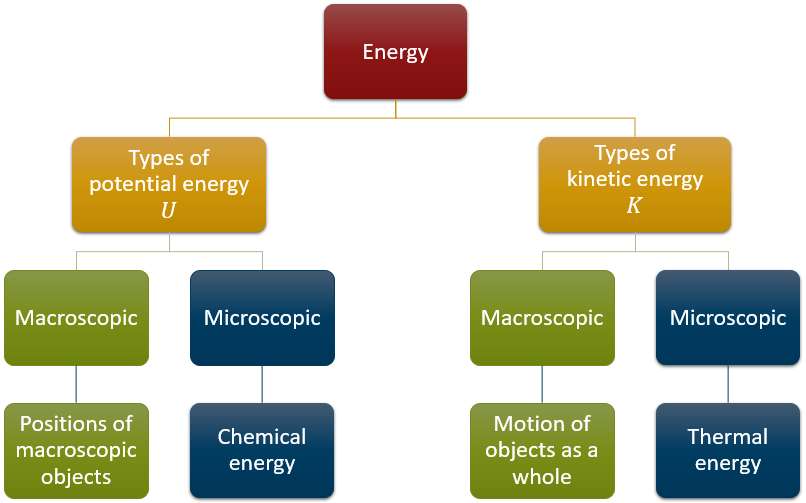 Energy
Types of
potential energy
U
Types of
kinetic energy
K
Macroscopic
Microscopic
Macroscopic
Microscopic
Positions of
macroscopic
objects
Chemical
energy
Motion of
objects as a
whole
Thermal
energy